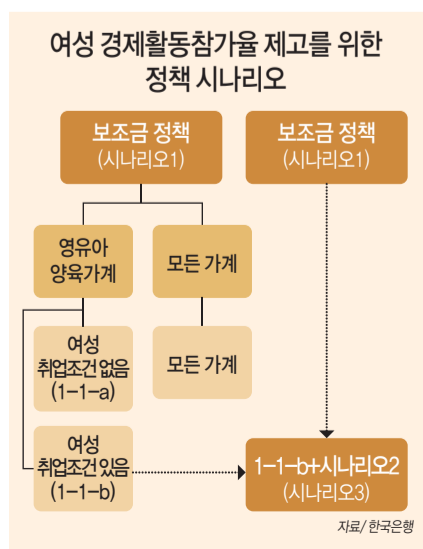 여성 경제활동참가율 제고를 위한
정책 시나리오
보조금 정책
(시나리오1)
보조금 정책
(시나리오1)
영유아
양육가계
모든 가계
여성
취업조건 없음
(1-1-a)
모든 가계
여성
취업조건 있음
(1-1-b)
1-1-b+시나리오2
(시나리오3)
자료/ 한국은행